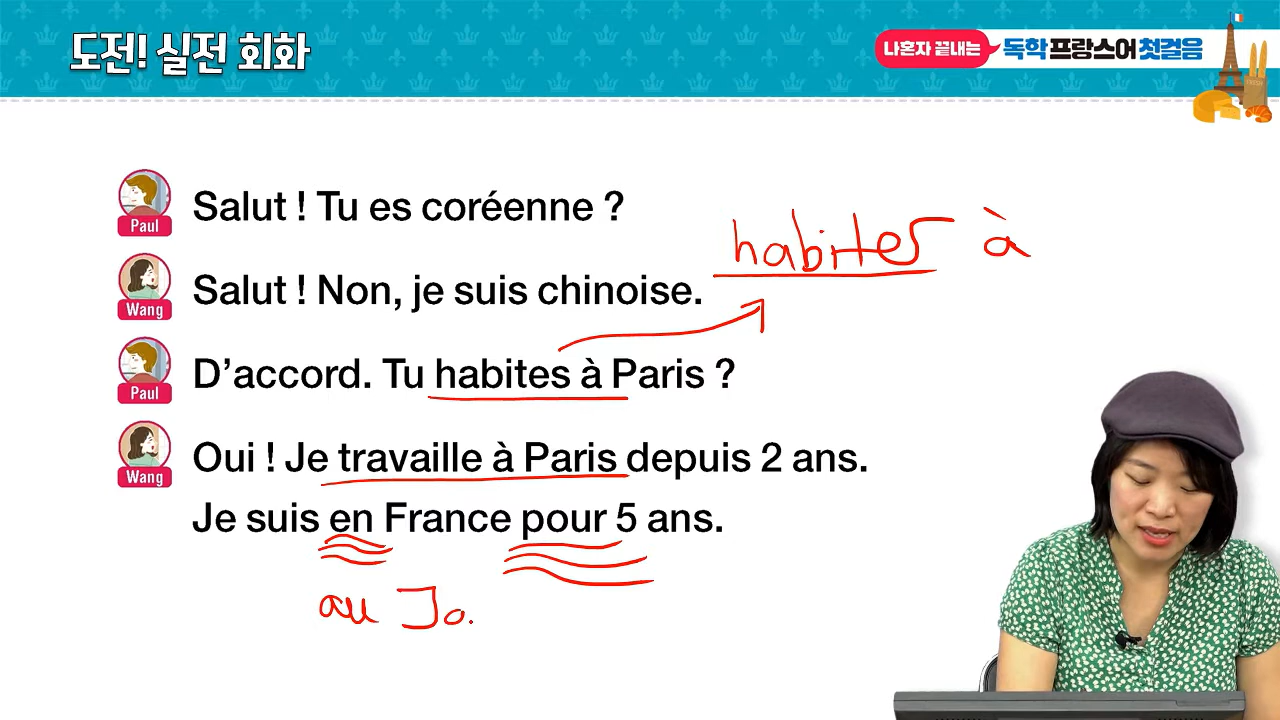 도전! 실전 회화
나혼자 끝내는 독학 프랑스어 첫걸음
Paul Salut ! Tu es coréenne ?
habiter à
Wang Salut ! Non, je suis chinoise.
Paul D’accord. Tu habites à Paris ?
Wang Oui ! Je travaille à Paris depuis 2 ans.
Je suis en France pour 5 ans.
au